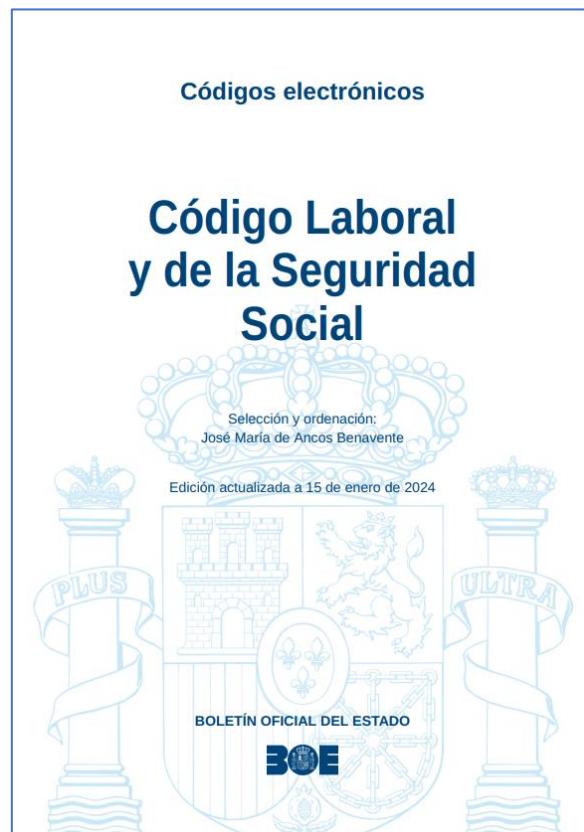 Códigos electrónicos
Código Laboral
y de la Seguridad
Social
Selección y ordenación:
José María de Ancos Benavente
Edición actualizada a 15 de enero de 2024
PLUS
ULTRA
BOLETÍN OFICIAL DEL ESTADO
BOE